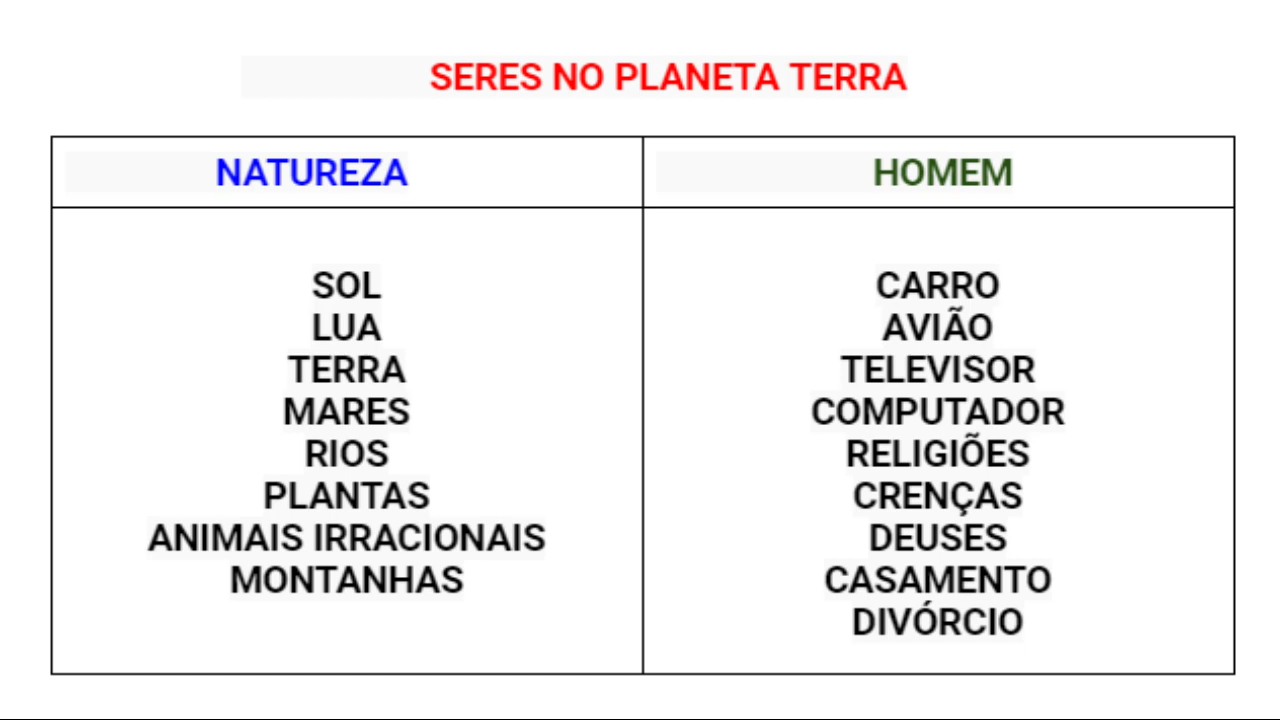 SERES NO PLANETA TERRA
NATUREZA
HOMEM
SOL
LUA
TERRA
MARES
RIOS
PLANTAS
ANIMAIS IRRACIONAIS
MONTANHAS
CARRO
AVIÃO
TELEVISOR
COMPUTADOR
RELIGIÕES
CRENÇAS
DEUSES
CASAMENTO
DIVÓRCIO